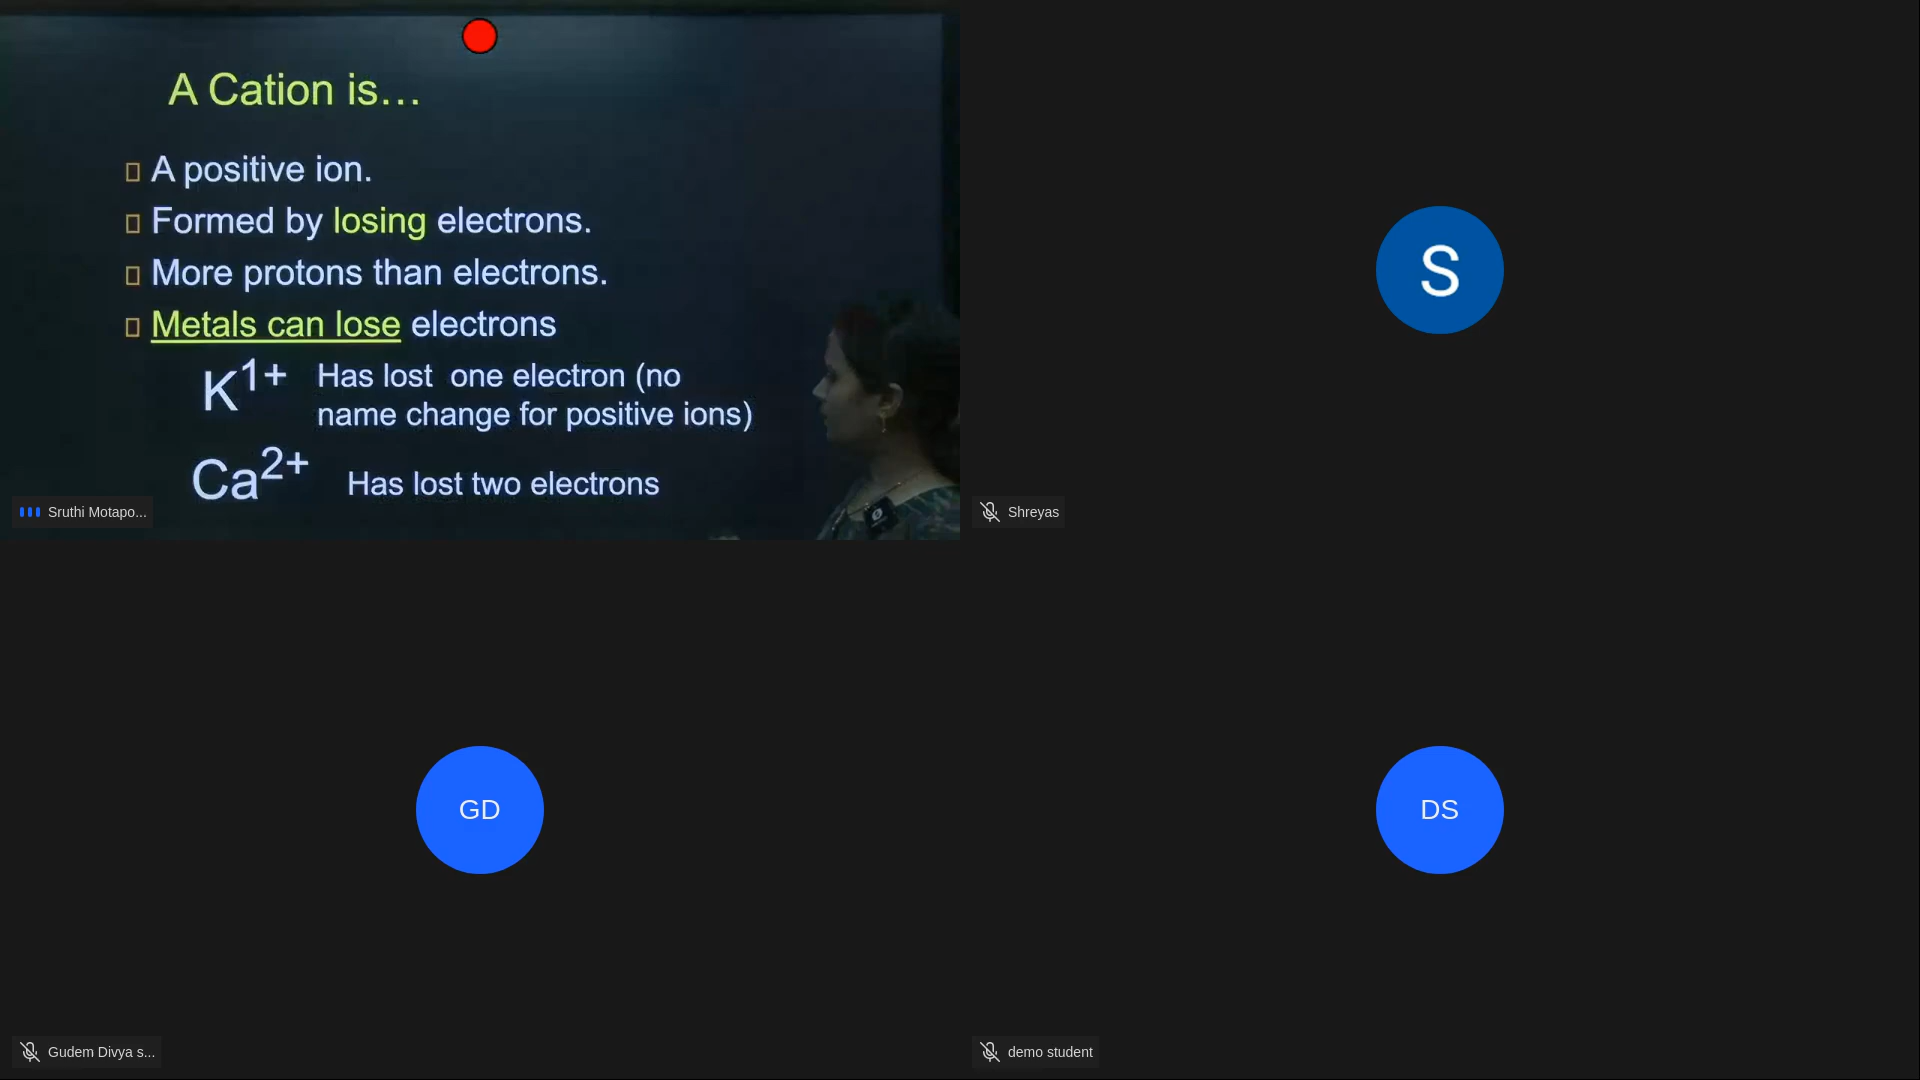 A Cation is…
A positive ion.
Formed by losing electrons.
More protons than electrons.
Metals can lose electrons
K1+ Has lost one electron (no
name change for positive ions)
Ca2+ Has lost two electrons
Sruthi Motapo...
S
Shreyas
GD
Gudem Divya s...
DS
demo student